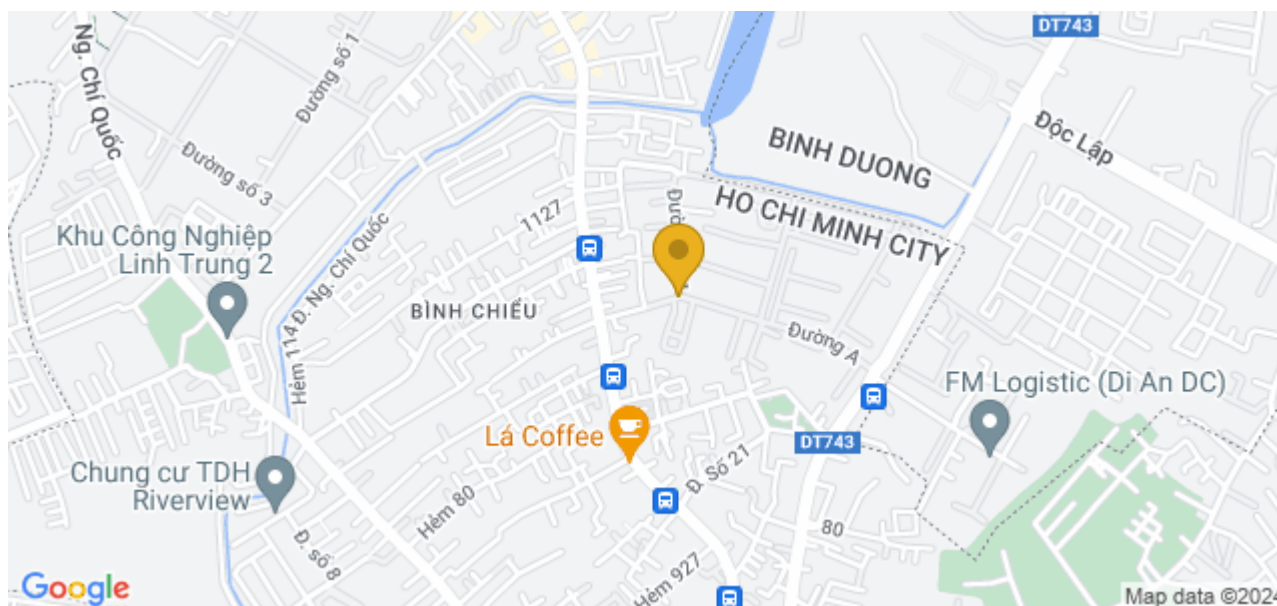 DT743
Ng. Chí Quốc
Đường số 1
Độc Lập
BINH DUONG
Đường số 3
HO CHI MINH CITY
1127
Khu Công Nghiệp
Linh Trung 2
Hẻm 114 Đ. Ng. Chí Quốc
BÌNH CHIỂU
Đường A
FM Logistic (Di An DC)
Lá Coffee
DT743
Chung cư TDH
Riverview
Đ. Số 21
Hẻm 80
80
Đ. số 8
Hẻm 927
Google
Map data ©2024